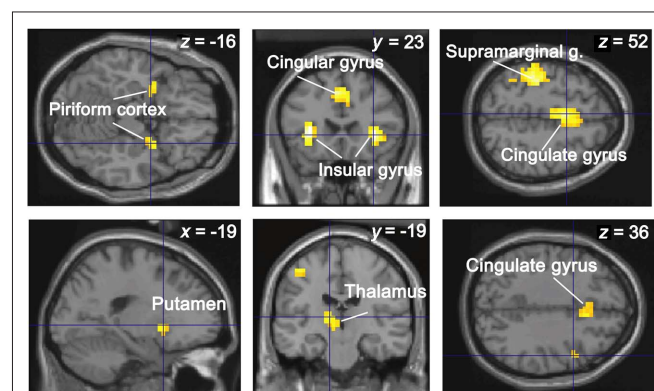 z = -16
Piriform cortex
y = 23
Cingular gyrus
Insular gyrus
z = 52
Supramarginal g.
Cingulate gyrus
x = -19
Putamen
y = -19
Thalamus
z = 36
Cingulate gyrus